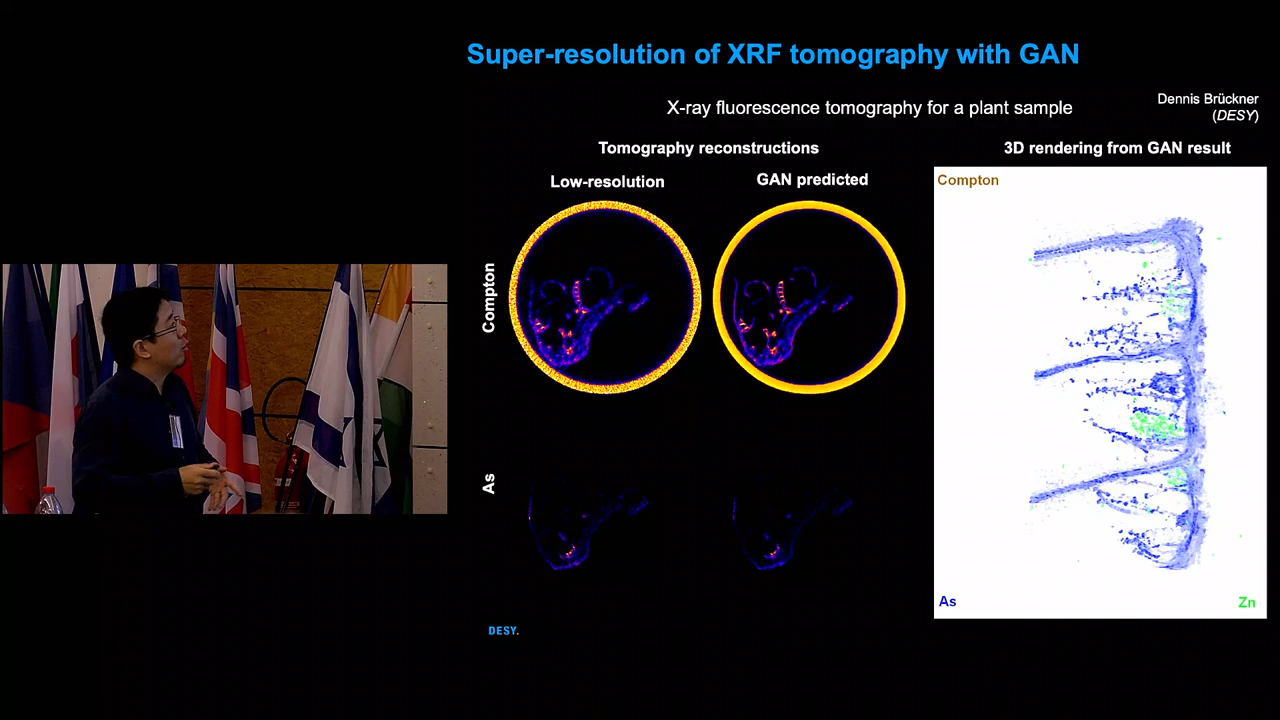 Super-resolution of XRF tomography with GAN
X-ray fluorescence tomography for a plant sample
Dennis Brückner
(DESY)
Tomography reconstructions
3D rendering from GAN result
Low-resolution
GAN predicted
Compton
Compton
As
As
Zn
DESY.